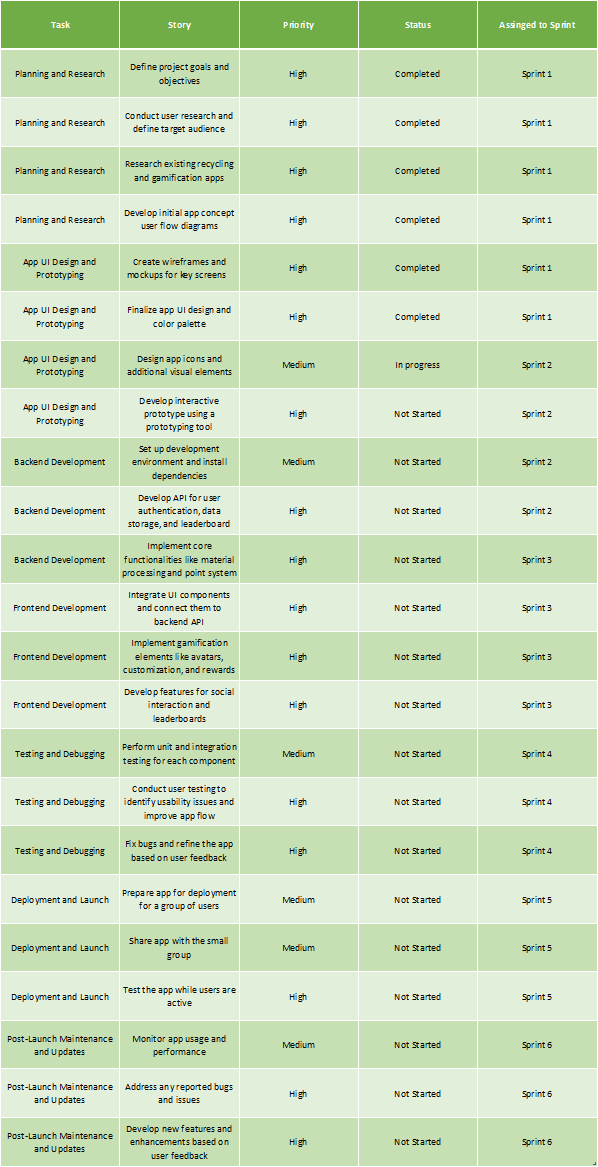 Task Story Priority Status Assinged to Sprint
Planning and Research
Define project goals and
objectives
High Completed Sprint 1
Planning and Research
Conduct user research and
define target audience
High Completed Sprint 1
Planning and Research
Research existing recycling
and gamification apps
High Completed Sprint 1
Planning and Research
Develop initial app concept
user flow diagrams
High Completed Sprint 1
App UI Design and
Prototyping
Create wireframes and
mockups for key screens
High Completed Sprint 1
App UI Design and
Prototyping
Finalize app UI design and
color palette
High Completed Sprint 1
App UI Design and
Prototyping
Design app icons and
additional visual elements
Medium In progress Sprint 2
App UI Design and
Prototyping
Develop interactive
prototype using a
prototyping tool
High Not Started Sprint 2
Backend Development
Set up development
environment and install
dependencies
Medium Not Started Sprint 2
Backend Development
Develop API for user
authentication, data
storage, and leaderboard
High Not Started Sprint 2
Backend Development
Implement core
functionalities like material
processing and point system
High Not Started Sprint 3
Frontend Development
Integrate UI components
and connect them to
backend API
High Not Started Sprint 3
Frontend Development
Implement gamification
elements like avatars,
customization, and rewards
High Not Started Sprint 3
Frontend Development
Develop features for social
interaction and
leaderboards
High Not Started Sprint 3
Testing and Debugging
Perform unit and integration
testing for each component
Medium Not Started Sprint 4
Testing and Debugging
Conduct user testing to
identify usability issues and
improve app flow
High Not Started Sprint 4
Testing and Debugging
Fix bugs and refine the app
based on user feedback
High Not Started Sprint 4
Deployment and Launch
Prepare app for deployment
for a group of users
Medium Not Started Sprint 5
Deployment and Launch
Share app with the small
group
Medium Not Started Sprint 5
Deployment and Launch
Test the app while users are
active
High Not Started Sprint 5
Post-Launch Maintenance
and Updates
Monitor app usage and
performance
Medium Not Started Sprint 6
Post-Launch Maintenance
and Updates
Address any reported bugs
and issues
High Not Started Sprint 6
Post-Launch Maintenance
and Updates
Develop new features and
enhancements based on
user feedback
High Not Started Sprint 6